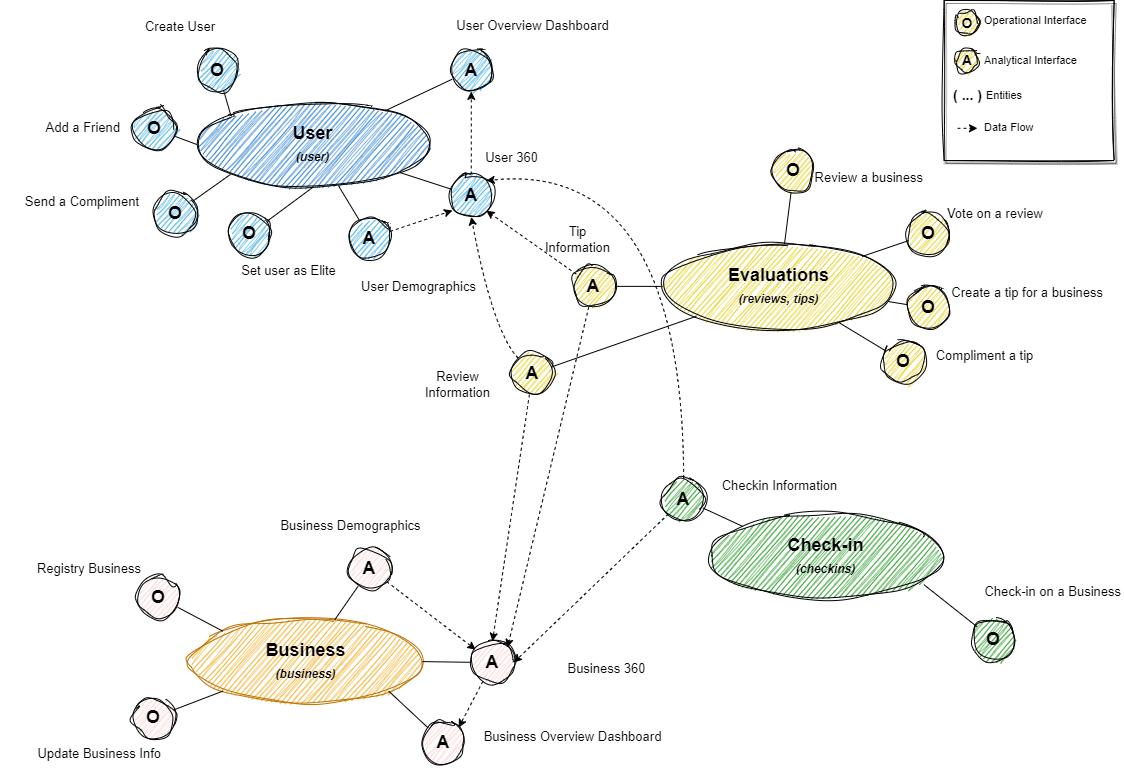 Create User
O
User Overview Dashboard
A
O
Operational Interface
A
Analytical Interface
( ... )
Entities
Data Flow
Add a Friend
O
User
(user)
User 360
A
Send a Compliment
O
O
Set user as Elite
A
User Demographics
O
Review a business
Vote on a review
O
Tip
Information
A
Evaluations
(reviews, tips)
Create a tip for a business
O
Compliment a tip
O
Review
Information
A
A
Checkin Information
Check-in
(checkins)
Check-in on a Business
O
Business Demographics
A
Registry Business
O
Business
(business)
A
Business 360
O
Update Business Info
A
Business Overview Dashboard